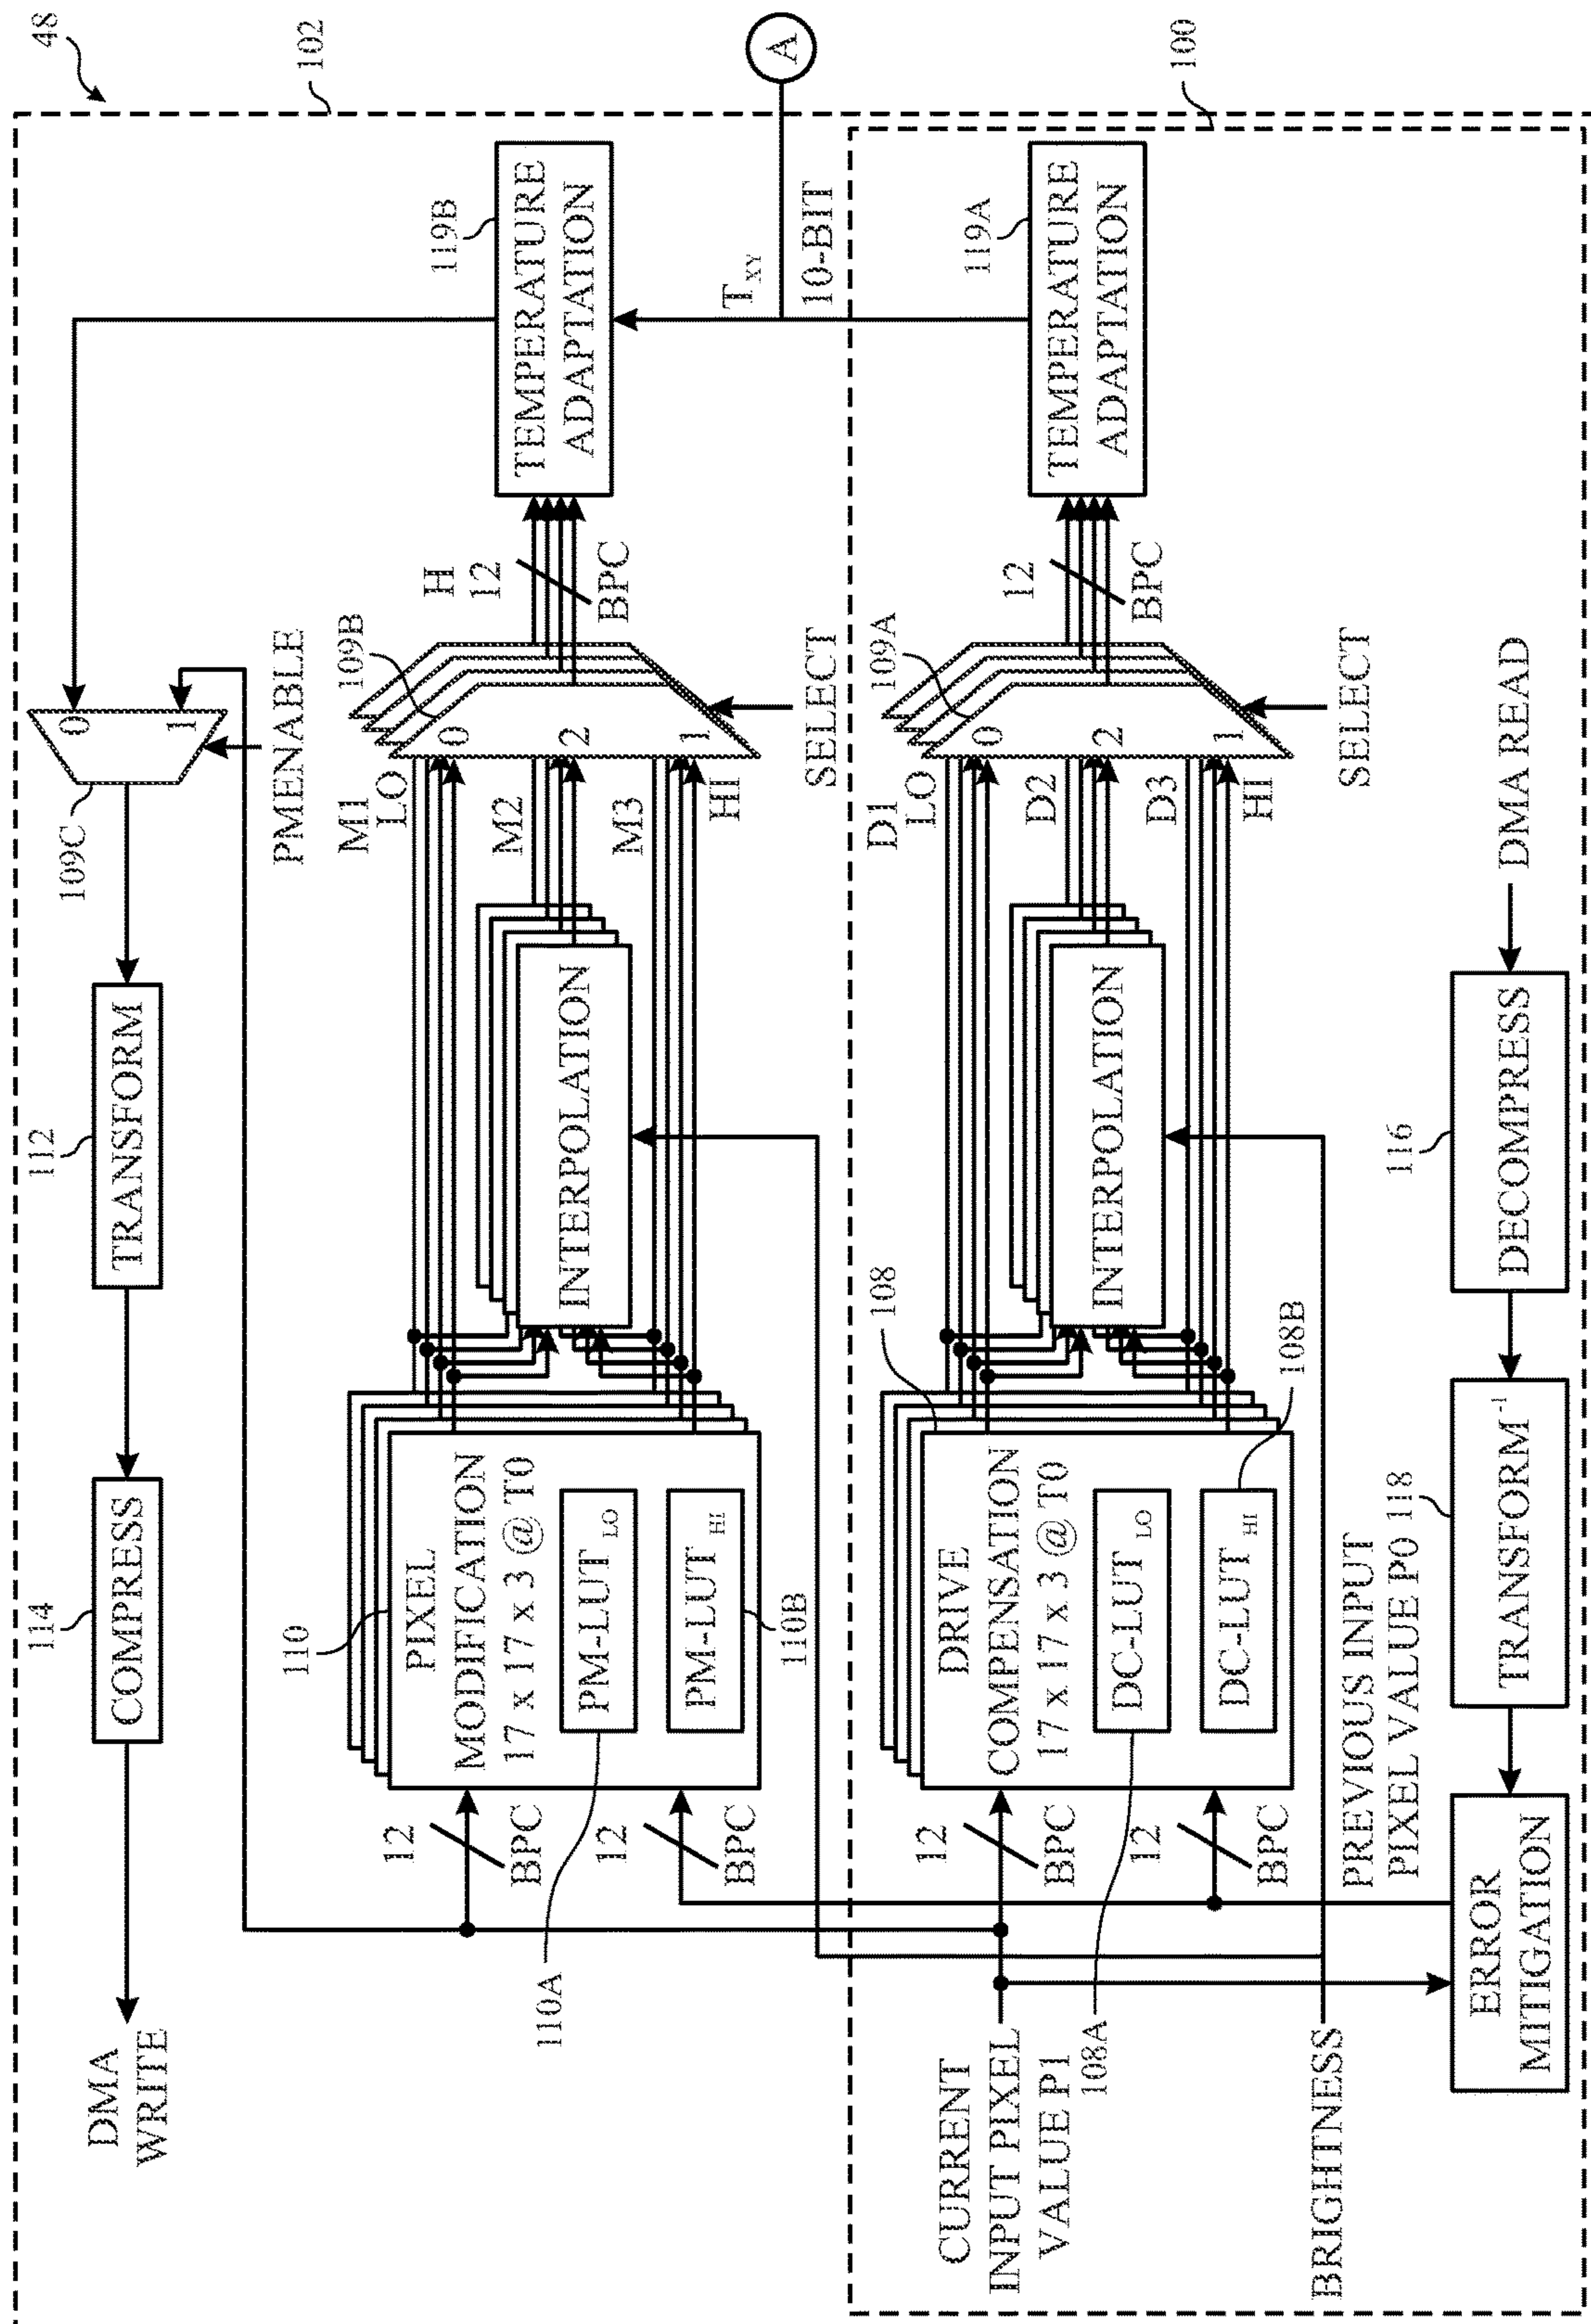 48
102
DMA
WRITE
114
COMPRESS
112
TRANSFORM
109C
0
1
PMENABLE
110
PIXEL
MODIFICATION
17 x 17 x 3 @ T0
PM-LUT LO
PM-LUT HI
110A
110B
12
BPC
12
BPC
INTERPOLATION
M1
LO
M2
M3
HI
109B
0
2
1
SELECT
H
12
BPC
119B
TEMPERATURE
ADAPTATION
TXY
10-BIT
A
100
CURRENT
INPUT PIXEL
VALUE P1
108A
12
BPC
12
BPC
108
DRIVE
COMPENSATION
17 x 17 x 3 @ T0
DC-LUT LO
DC-LUT HI
108B
INTERPOLATION
D1
LO
D2
D3
HI
109A
0
2
1
SELECT
12
BPC
119A
TEMPERATURE
ADAPTATION
BRIGHTNESS
PREVIOUS INPUT
PIXEL VALUE P0
118
ERROR
MITIGATION
TRANSFORM-1
116
DECOMPRESS
DMA READ